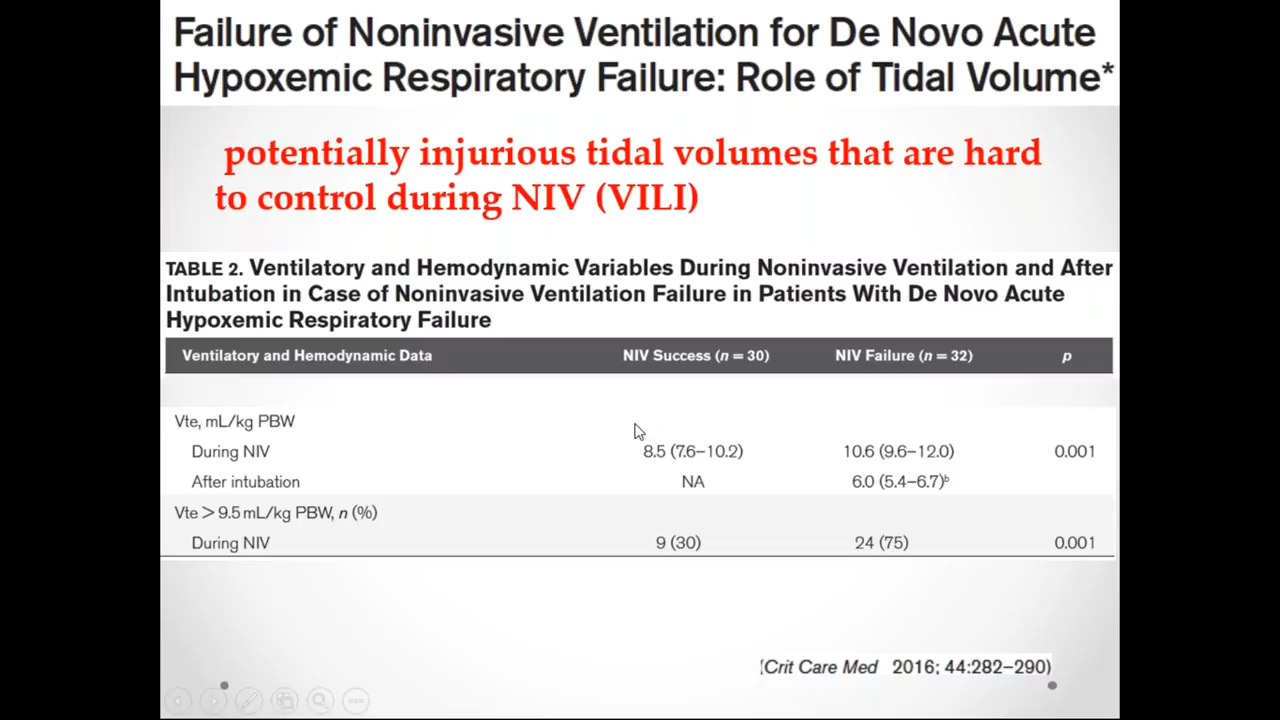 Failure of Noninvasive Ventilation for De Novo Acute
Hypoxemic Respiratory Failure: Role of Tidal Volume*
potentially injurious tidal volumes that are hard
to control during NIV (VILI)
TABLE 2. Ventilatory and Hemodynamic Variables During Noninvasive Ventilation and After
Intubation in Case of Noninvasive Ventilation Failure in Patients With De Novo Acute
Hypoxemic Respiratory Failure
Ventilatory and Hemodynamic Data NIV Success (n = 30) NIV Failure (n = 32) p
Vte, mL/kg PBW
During NIV 8.5 (7.6–10.2) 10.6 (9.6–12.0) 0.001
After intubation NA 6.0 (5.4–6.7)ᵇ
Vte > 9.5 mL/kg PBW, n (%)
During NIV 9 (30) 24 (75) 0.001
(Crit Care Med 2016; 44:282–290)